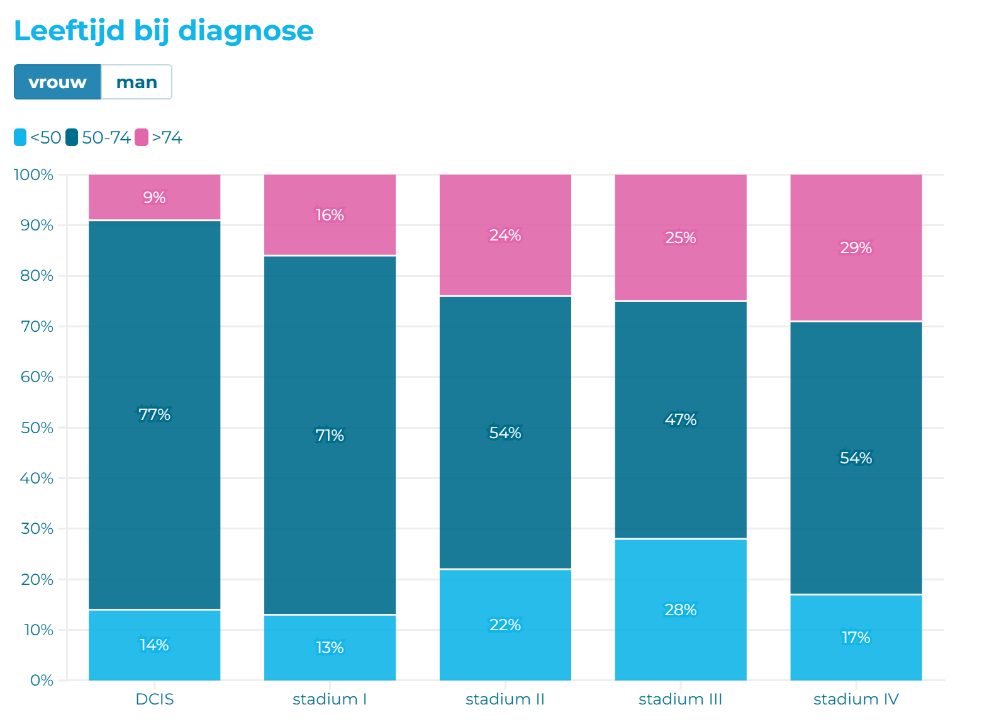 Leeftijd bij diagnose
vrouw man
<50 50-74 >74
100%
90%
80%
70%
60%
50%
40%
30%
20%
10%
0%
9% 77% 14%
16% 71% 13%
24% 54% 22%
25% 47% 28%
29% 54% 17%
DCIS stadium I stadium II stadium III stadium IV